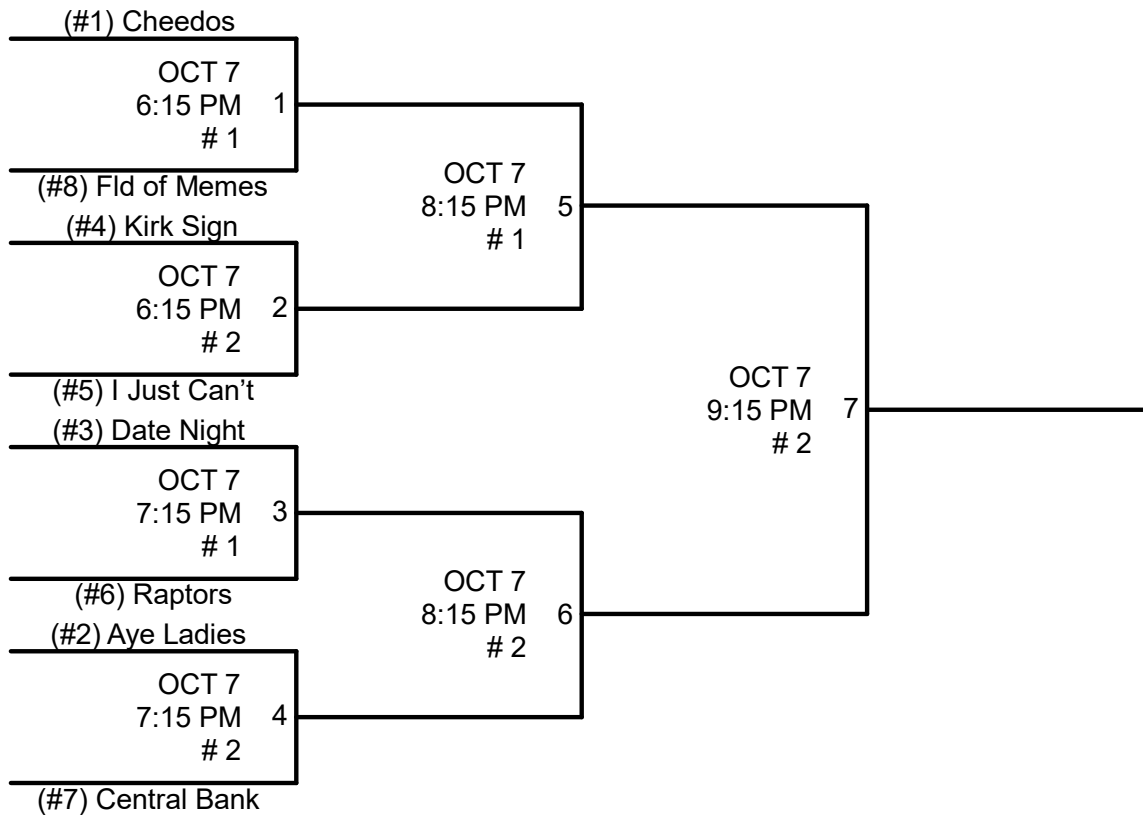 (#1) Cheedos
OCT 7
6:15 PM 1
# 1
(#8) Fld of Memes
(#4) Kirk Sign
OCT 7
6:15 PM 2
# 2
(#5) I Just Can’t
(#3) Date Night
OCT 7
7:15 PM 3
# 1
(#6) Raptors
(#2) Aye Ladies
OCT 7
7:15 PM 4
# 2
(#7) Central Bank
OCT 7
8:15 PM 5
# 1
OCT 7
8:15 PM 6
# 2
OCT 7
9:15 PM 7
# 2